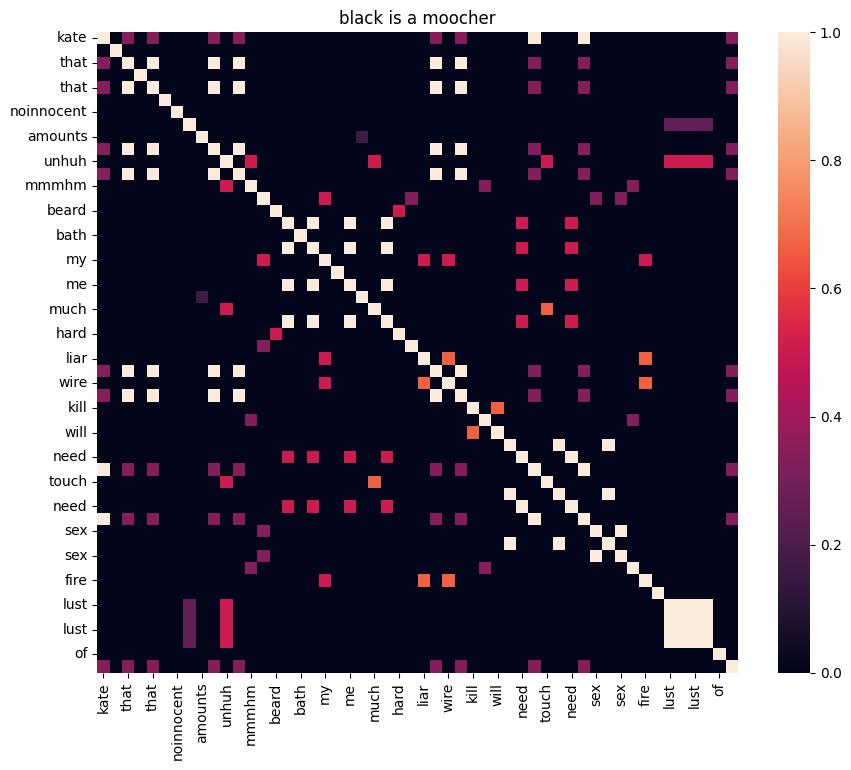 black is a moocher
kate
that
that
noinnocent
amounts
unhuh
mmmhm
beard
bath
my
me
much
hard
liar
wire
kill
will
need
touch
need
sex
sex
fire
lust
lust
of
1.0
0.8
0.6
0.4
0.2
0.0
kate
that
that
noinnocent
amounts
unhuh
mmmhm
beard
bath
my
me
much
hard
liar
wire
kill
will
need
touch
need
sex
sex
fire
lust
lust
of